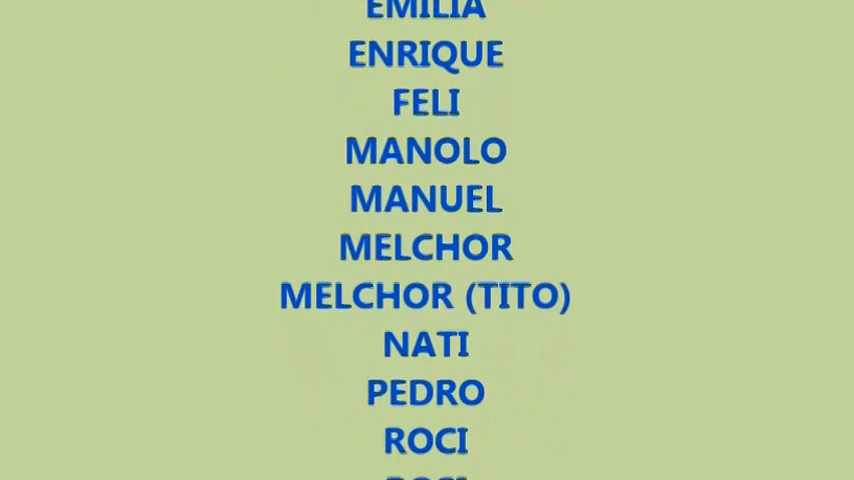 EMILIA
ENRIQUE
FELI
MANOLO
MANUEL
MELCHOR
MELCHOR (TITO)
NATI
PEDRO
ROCI